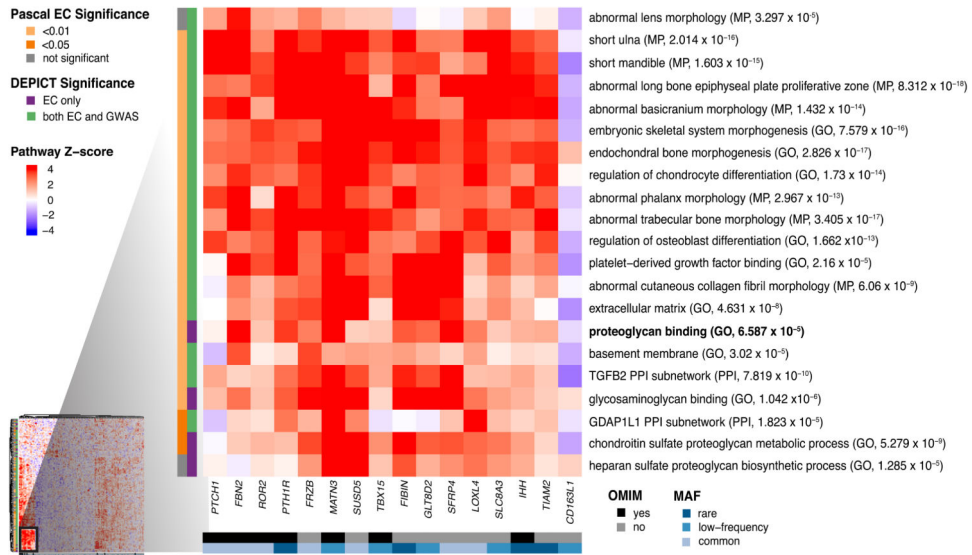 Pascal EC Significance
<0.01
<0.05
not significant
DEPICT Significance
EC only
both EC and GWAS
Pathway Z-score
4
2
0
−2
−4
abnormal lens morphology (MP, 3.297 x 10⁻⁵)
short ulna (MP, 2.014 x 10⁻¹⁶)
short mandible (MP, 1.603 x 10⁻¹⁵)
abnormal long bone epiphyseal plate proliferative zone (MP, 8.312 x 10⁻¹⁸)
abnormal basicranium morphology (MP, 1.432 x 10⁻¹⁴)
embryonic skeletal system morphogenesis (GO, 7.579 x 10⁻¹⁶)
endochondral bone morphogenesis (GO, 2.826 x 10⁻¹⁷)
regulation of chondrocyte differentiation (GO, 1.73 x 10⁻¹⁴)
abnormal phalanx morphology (MP, 2.967 x 10⁻¹³)
abnormal trabecular bone morphology (MP, 3.405 x 10⁻¹⁷)
regulation of osteoblast differentiation (GO, 1.662 x10⁻¹³)
platelet-derived growth factor binding (GO, 2.16 x 10⁻⁵)
abnormal cutaneous collagen fibril morphology (MP, 6.06 x 10⁻⁹)
extracellular matrix (GO, 4.631 x 10⁻⁸)
proteoglycan binding (GO, 6.587 x 10⁻⁵)
basement membrane (GO, 3.02 x 10⁻⁵)
TGFB2 PPI subnetwork (PPI, 7.819 x 10⁻¹⁰)
glycosaminoglycan binding (GO, 1.042 x10⁻⁶)
GDAP1L1 PPI subnetwork (PPI, 1.823 x 10⁻⁵)
chondroitin sulfate proteoglycan metabolic process (GO, 5.279 x 10⁻⁹)
heparan sulfate proteoglycan biosynthetic process (GO, 1.285 x 10⁻⁵)
PTCH1
FBN2
ROR2
PTH1R
FRZB
MATN3
SUSD5
TBX15
FIBIN
GLT8D2
SFRP4
LOXL4
SLC8A3
IHH
TIAM2
CD163L1
OMIM
yes
no
MAF
rare
low-frequency
common